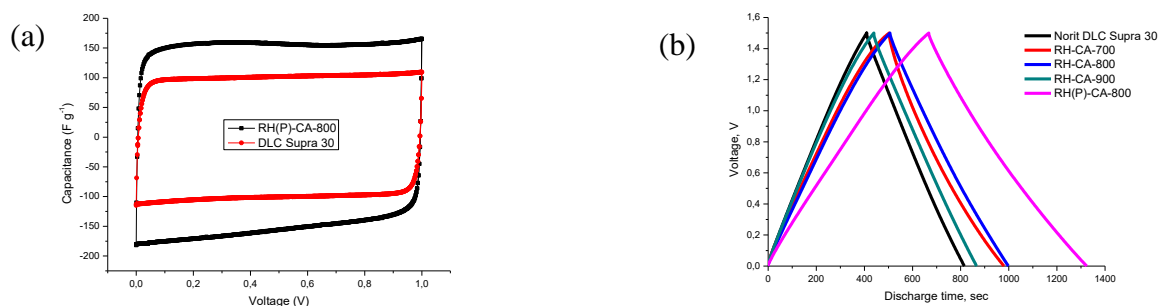 (a)
200
150
100
50
0
-50
-100
-150
-200
Capacitance (F g⁻¹)
RH(P)-CA-800
DLC Supra 30
0,0
0,2
0,4
0,6
0,8
1,0
Voltage (V)
(b)
1,6
1,4
1,2
1,0
0,8
0,6
0,4
0,2
0,0
Voltage, V
Norit DLC Supra 30
RH-CA-700
RH-CA-800
RH-CA-900
RH(P)-CA-800
0
200
400
600
800
1000
1200
1400
Discharge time, sec